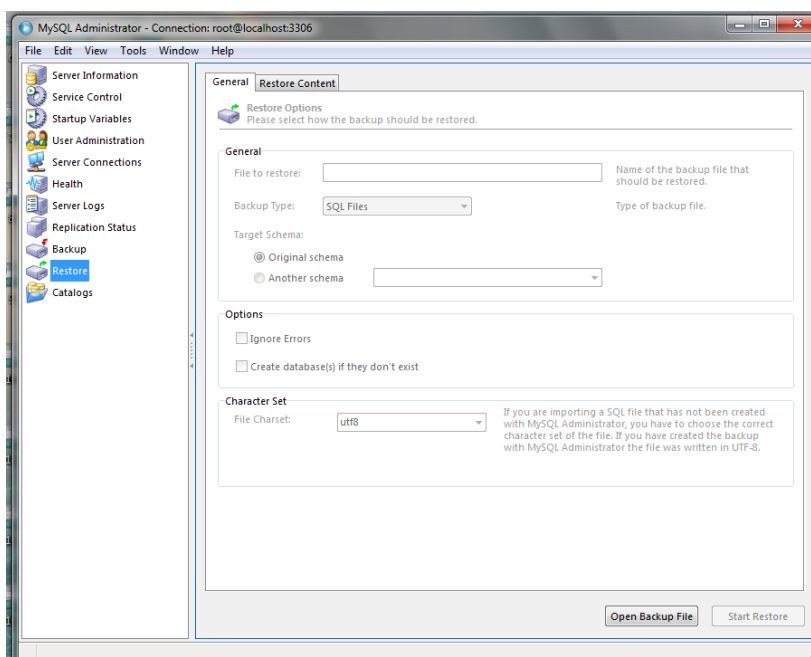 MySQL Administrator - Connection: root@localhost:3306
File Edit View Tools Window Help
Server Information
Service Control
Startup Variables
User Administration
Server Connections
Health
Server Logs
Replication Status
Backup
Restore
Catalogs
General Restore Content
Restore Options
Please select how the backup should be restored.
General
File to restore:
Name of the backup file that
should be restored.
Backup Type: SQL Files Type of backup file.
Target Schema:
Original schema
Another schema
Options
Ignore Errors
Create database(s) if they don't exist
Character Set
File Charset: utf8
If you are importing a SQL file that has not been created
with MySQL Administrator, you have to choose the correct
character set of the file. If you have created the backup
with MySQL Administrator the file was written in UTF-8.
Open Backup File Start Restore